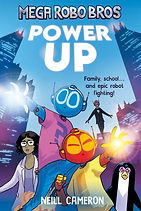 MEGA ROBO BROS
POWER
UP
Family, school...
and epic robot
fighting!
NEILL CAMERON